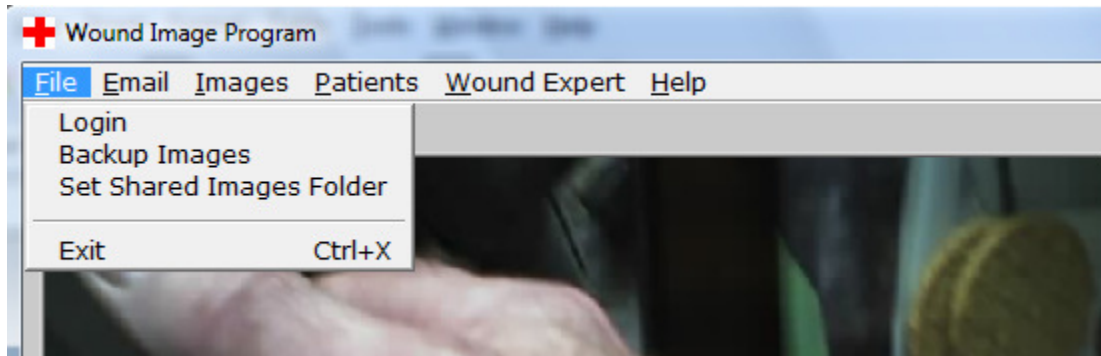 Wound Image Program
File Email Images Patients Wound Expert Help
Login
Backup Images
Set Shared Images Folder
Exit Ctrl+X